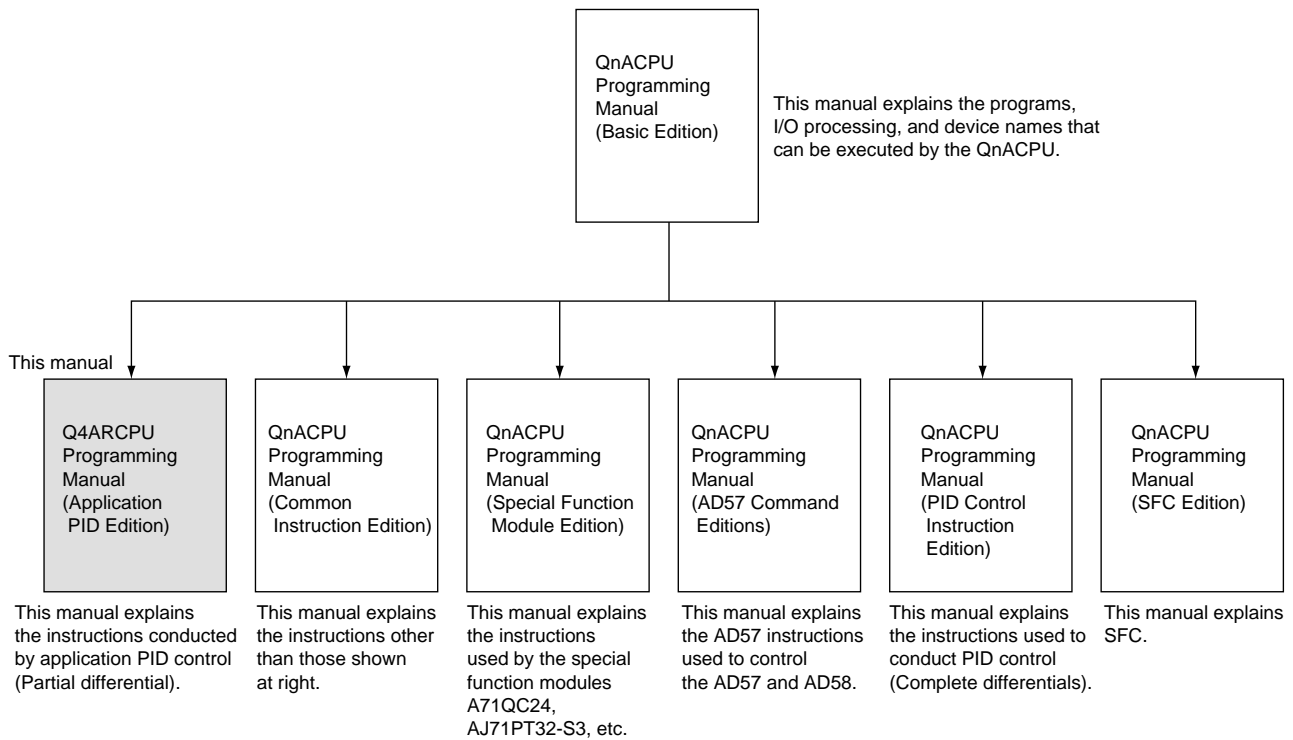 QnACPU
Programming
Manual
(Basic Edition)
This manual explains the programs,
I/O processing, and device names that
can be executed by the QnACPU.
This manual
Q4ARCPU
Programming
Manual
(Application
PID Edition)
QnACPU
Programming
Manual
(Common
Instruction Edition)
QnACPU
Programming
Manual
(Special Function
Module Edition)
QnACPU
Programming
Manual
(AD57 Command
Editions)
QnACPU
Programming
Manual
(PID Control
Instruction
Edition)
QnACPU
Programming
Manual
(SFC Edition)
This manual explains
the instructions conducted
by application PID control
(Partial differential).
This manual explains
the instructions other
than those shown
at right.
This manual explains
the instructions
used by the special
function modules
A71QC24,
AJ71PT32-S3, etc.
This manual explains
the AD57 instructions
used to control
the AD57 and AD58.
This manual explains
the instructions used to
conduct PID control
(Complete differentials).
This manual explains
SFC.